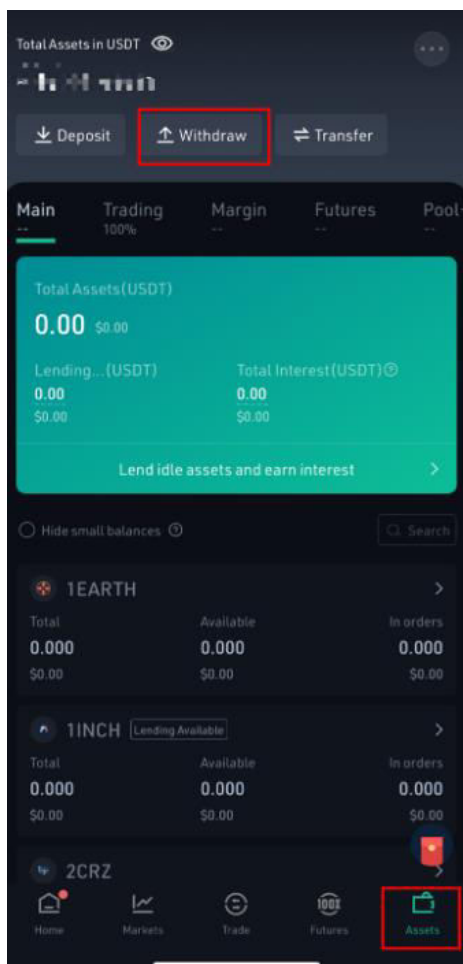 Total Assets in USDT
Deposit Withdraw Transfer
Main Trading Margin Futures Pool-
-- 100% -- -- --
Total Assets(USDT)
0.00 $0.00
Lending...(USDT) Total Interest(USDT)
0.00 0.00
$0.00 $0.00
Lend idle assets and earn interest
Hide small balances Search
1EARTH
Total Available In orders
0.000 0.000 0.000
$0.00 $0.00 $0.00
1INCH Lending Available
Total Available In orders
0.000 0.000 0.000
$0.00 $0.00 $0.00
2CRZ
100X
Home Markets Trade Futures Assets